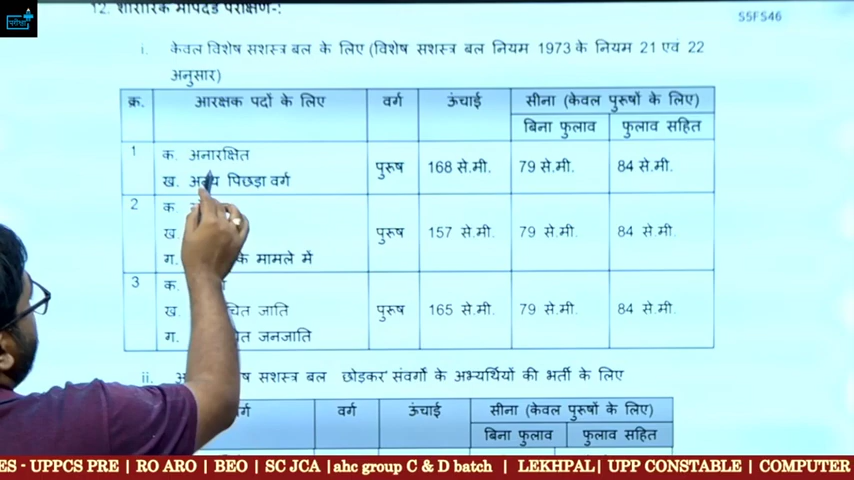 परीक्षा
S5FS46
12. शारीरिक मापदंड परीक्षण-:
i. केवल विशेष सशस्त्र बल के लिए (विशेष सशस्त्र बल नियम 1973 के नियम 21 एवं 22
अनुसार)
क्र. आरक्षक पदों के लिए वर्ग ऊंचाई सीना (केवल पुरूषों के लिए)
बिना फुलाव फुलाव सहित
1 क. अनारक्षित
ख. अन्य पिछड़ा वर्ग पुरूष 168 से.मी. 79 से.मी. 84 से.मी.
2 क.
ख. पुरूष 157 से.मी. 79 से.मी. 84 से.मी.
ग. के मामले में
3 क.
ख. जाति पुरूष 165 से.मी. 79 से.मी. 84 से.मी.
ग. जनजाति
ii. सशस्त्र बल छोड़कर संवर्गो के अभ्यर्थियों की भर्ती के लिए
वर्ग ऊंचाई सीना (केवल पुरूषों के लिए)
बिना फुलाव फुलाव सहित
ES - UPPCS PRE | RO ARO | BEO | SC JCA |ahc group C & D batch | LEKHPAL| UPP CONSTABLE | COMPUTER